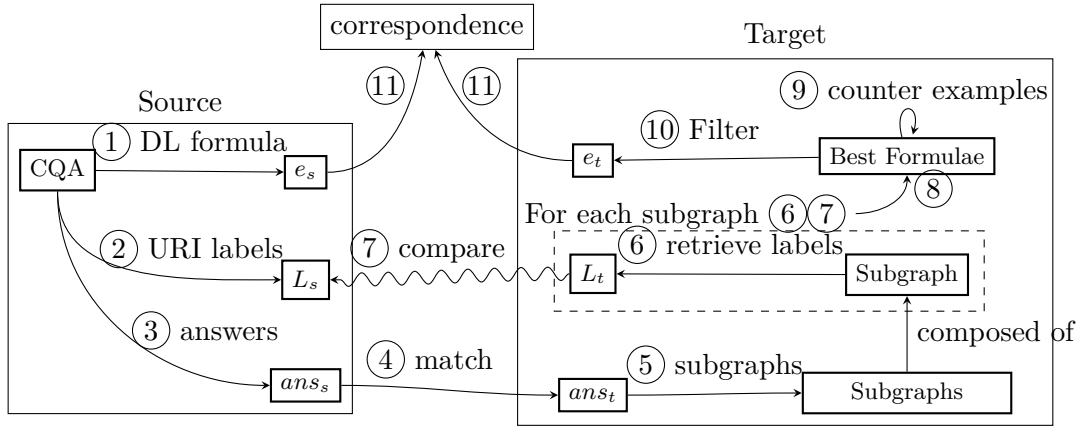 correspondence
Target
Source
⑨ counter examples
⑪ ⑪
① DL formula
⑩ Filter
CQA
e_s
e_t
Best Formulae
⑧
For each subgraph ⑥⑦
② URI labels
⑦ compare
⑥ retrieve labels
L_s
L_t
Subgraph
③ answers
composed of
④ match
⑤ subgraphs
ans_s
ans_t
Subgraphs